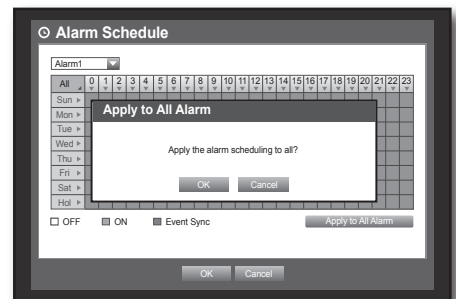 Alarm Schedule
Alarm1
All 0 1 2 3 4 5 6 7 8 9 10 11 12 13 14 15 16 17 18 19 20 21 22 23
Sun
Mon
Apply to All Alarm
Tue
Wed
Apply the alarm scheduling to all?
Thu
Fri
Sat
OK Cancel
Hol
OFF ON Event Sync Apply to All Alarm
OK Cancel